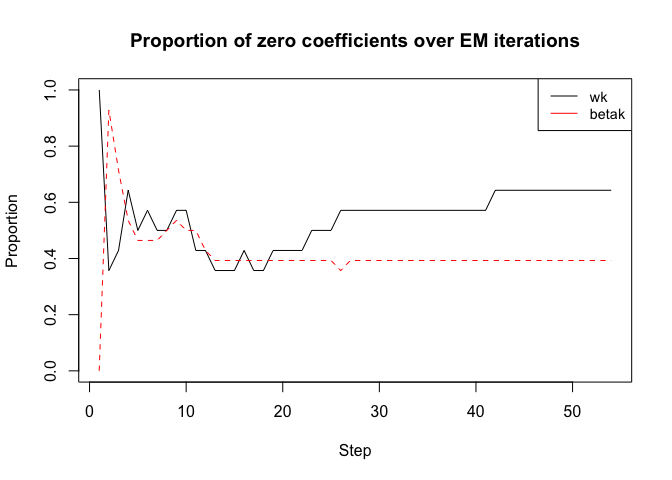 Proportion of zero coefficients over EM iterations
wk
betak
Proportion
1.0
0.8
0.6
0.4
0.2
0.0
0 10 20 30 40 50
Step